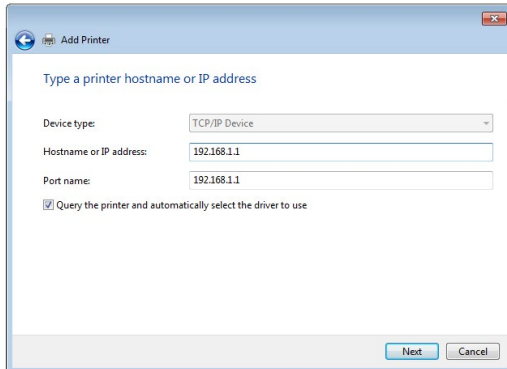 Add Printer
Type a printer hostname or IP address
Device type: TCP/IP Device
Hostname or IP address: 192.168.1.1
Port name: 192.168.1.1
Query the printer and automatically select the driver to use
Next Cancel